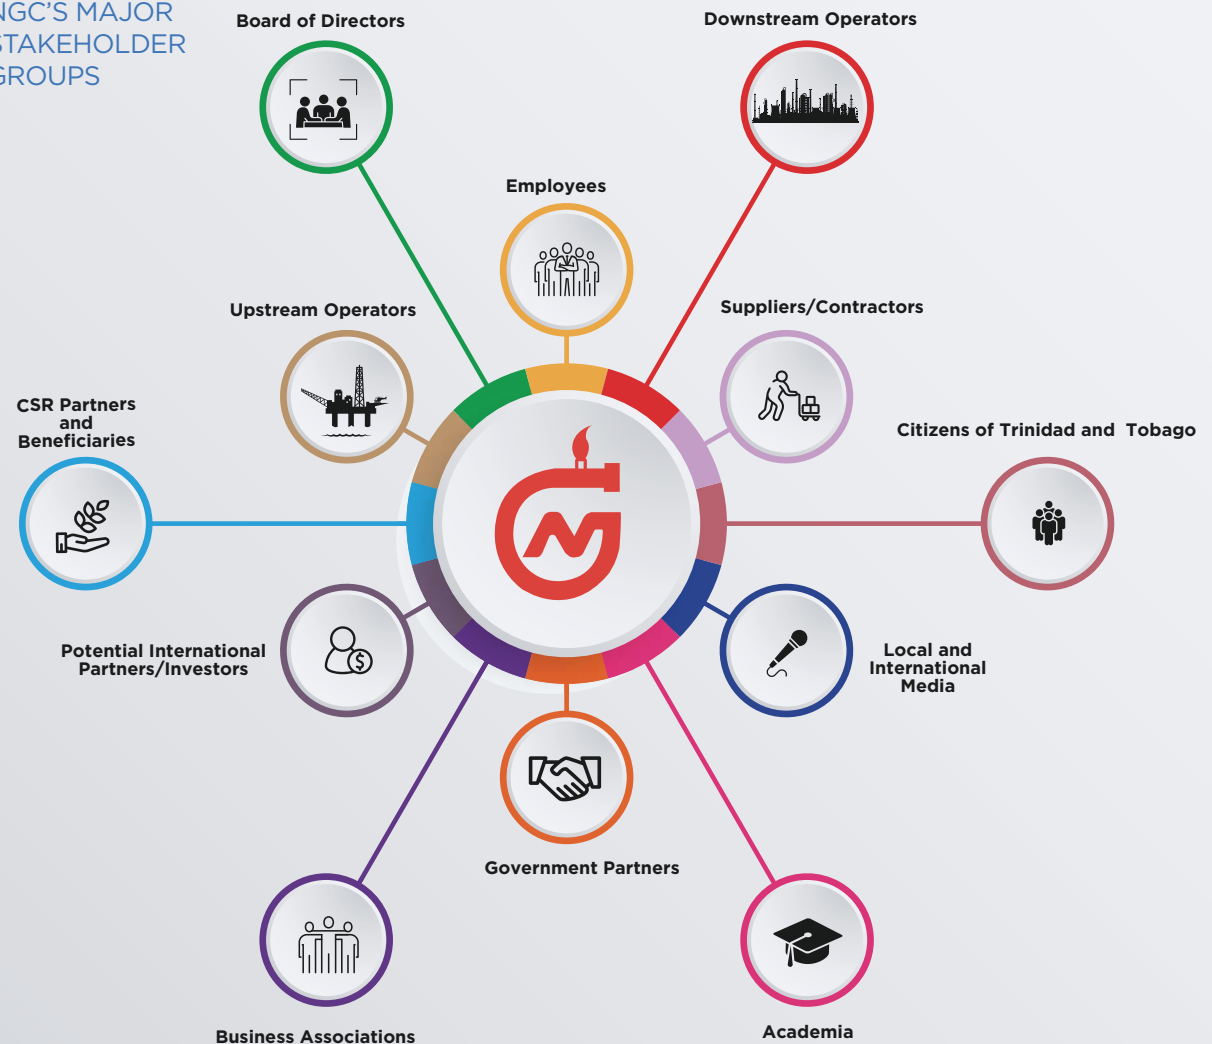 NGC'S MAJOR
STAKEHOLDER
GROUPS
Board of Directors
Downstream Operators
Employees
Upstream Operators
Suppliers/Contractors
CSR Partners
and
Beneficiaries
Citizens of Trinidad and Tobago
Potential International
Partners/Investors
Local and
International
Media
Government Partners
Business Associations
Academia